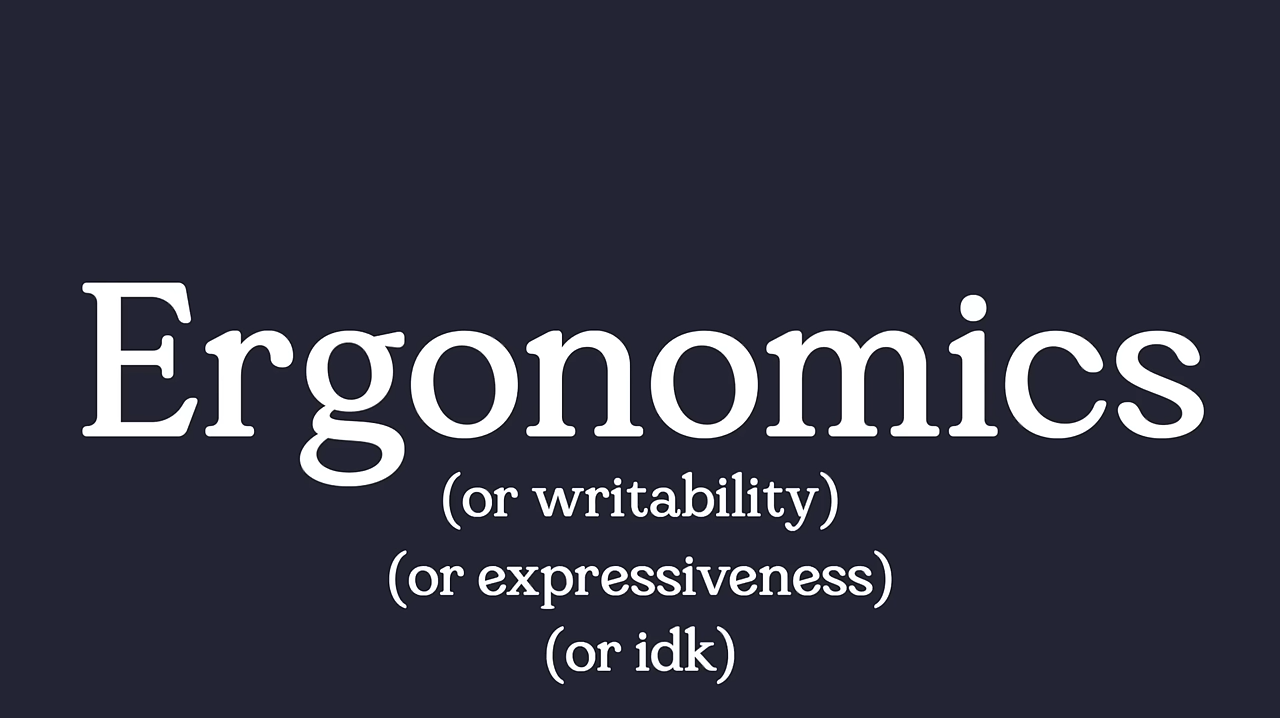 Ergonomics
(or writability)
(or expressiveness)
(or idk)